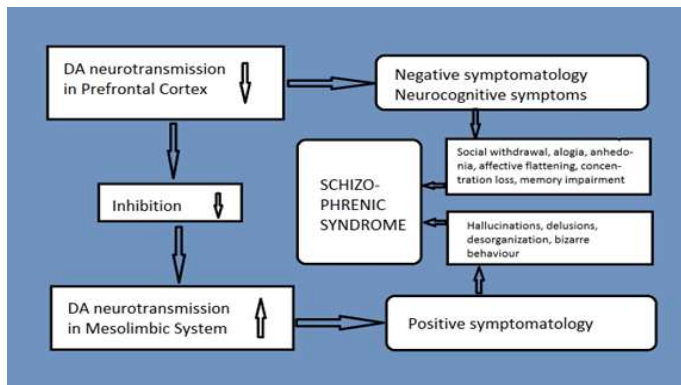 DA neurotransmission
in Prefrontal Cortex
Negative symptomatology
Neurocognitive symptoms
Social withdrawal, alogia, anhedo-
nia, affective flattening, concen-
tration loss, memory impairment
SCHIZO-
PHRENIC
SYNDROME
Inhibition
Hallucinations, delusions,
desorganization, bizarre
behaviour
DA neurotransmission
in Mesolimbic System
Positive symptomatology